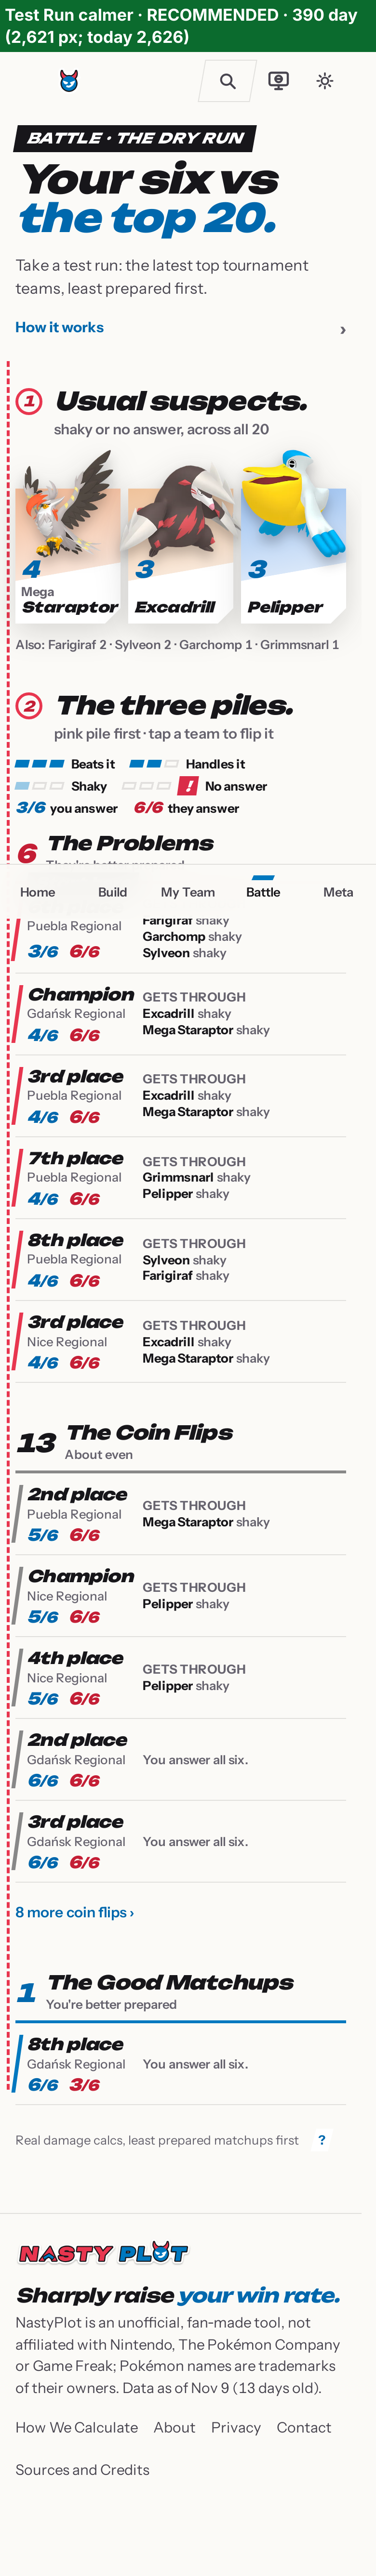 Test Run calmer · RECOMMENDED · 390 day
(2,621 px; today 2,626)
BATTLE · THE DRY RUN
Your six vs
the top 20.
Take a test run: the latest top tournament
teams, least prepared first.
How it works ›
1 Usual suspects.
shaky or no answer, across all 20
4
Mega
Staraptor
3
Excadrill
3
Pelipper
Also: Farigiraf 2 · Sylveon 2 · Garchomp 1 · Grimmsnarl 1
2 The three piles.
pink pile first · tap a team to flip it
Beats it Handles it
Shaky ! No answer
3/6 you answer 6/6 they answer
6 The Problems
Home Build My Team Battle Meta
Puebla Regional
3/6 6/6
Farigiraf shaky
Garchomp shaky
Sylveon shaky
Champion
Gdańsk Regional
4/6 6/6
GETS THROUGH
Excadrill shaky
Mega Staraptor shaky
3rd place
Puebla Regional
4/6 6/6
GETS THROUGH
Excadrill shaky
Mega Staraptor shaky
7th place
Puebla Regional
4/6 6/6
GETS THROUGH
Grimmsnarl shaky
Pelipper shaky
8th place
Puebla Regional
4/6 6/6
GETS THROUGH
Sylveon shaky
Farigiraf shaky
3rd place
Nice Regional
4/6 6/6
GETS THROUGH
Excadrill shaky
Mega Staraptor shaky
13 The Coin Flips
About even
2nd place
Puebla Regional
5/6 6/6
GETS THROUGH
Mega Staraptor shaky
Champion
Nice Regional
5/6 6/6
GETS THROUGH
Pelipper shaky
4th place
Nice Regional
5/6 6/6
GETS THROUGH
Pelipper shaky
2nd place
Gdańsk Regional
6/6 6/6
You answer all six.
3rd place
Gdańsk Regional
6/6 6/6
You answer all six.
8 more coin flips ›
1 The Good Matchups
You're better prepared
8th place
Gdańsk Regional
6/6 3/6
You answer all six.
Real damage calcs, least prepared matchups first ?
NASTY PLOT
Sharply raise your win rate.
NastyPlot is an unofficial, fan-made tool, not
affiliated with Nintendo, The Pokémon Company
or Game Freak; Pokémon names are trademarks
of their owners. Data as of Nov 9 (13 days old).
How We Calculate About Privacy Contact
Sources and Credits